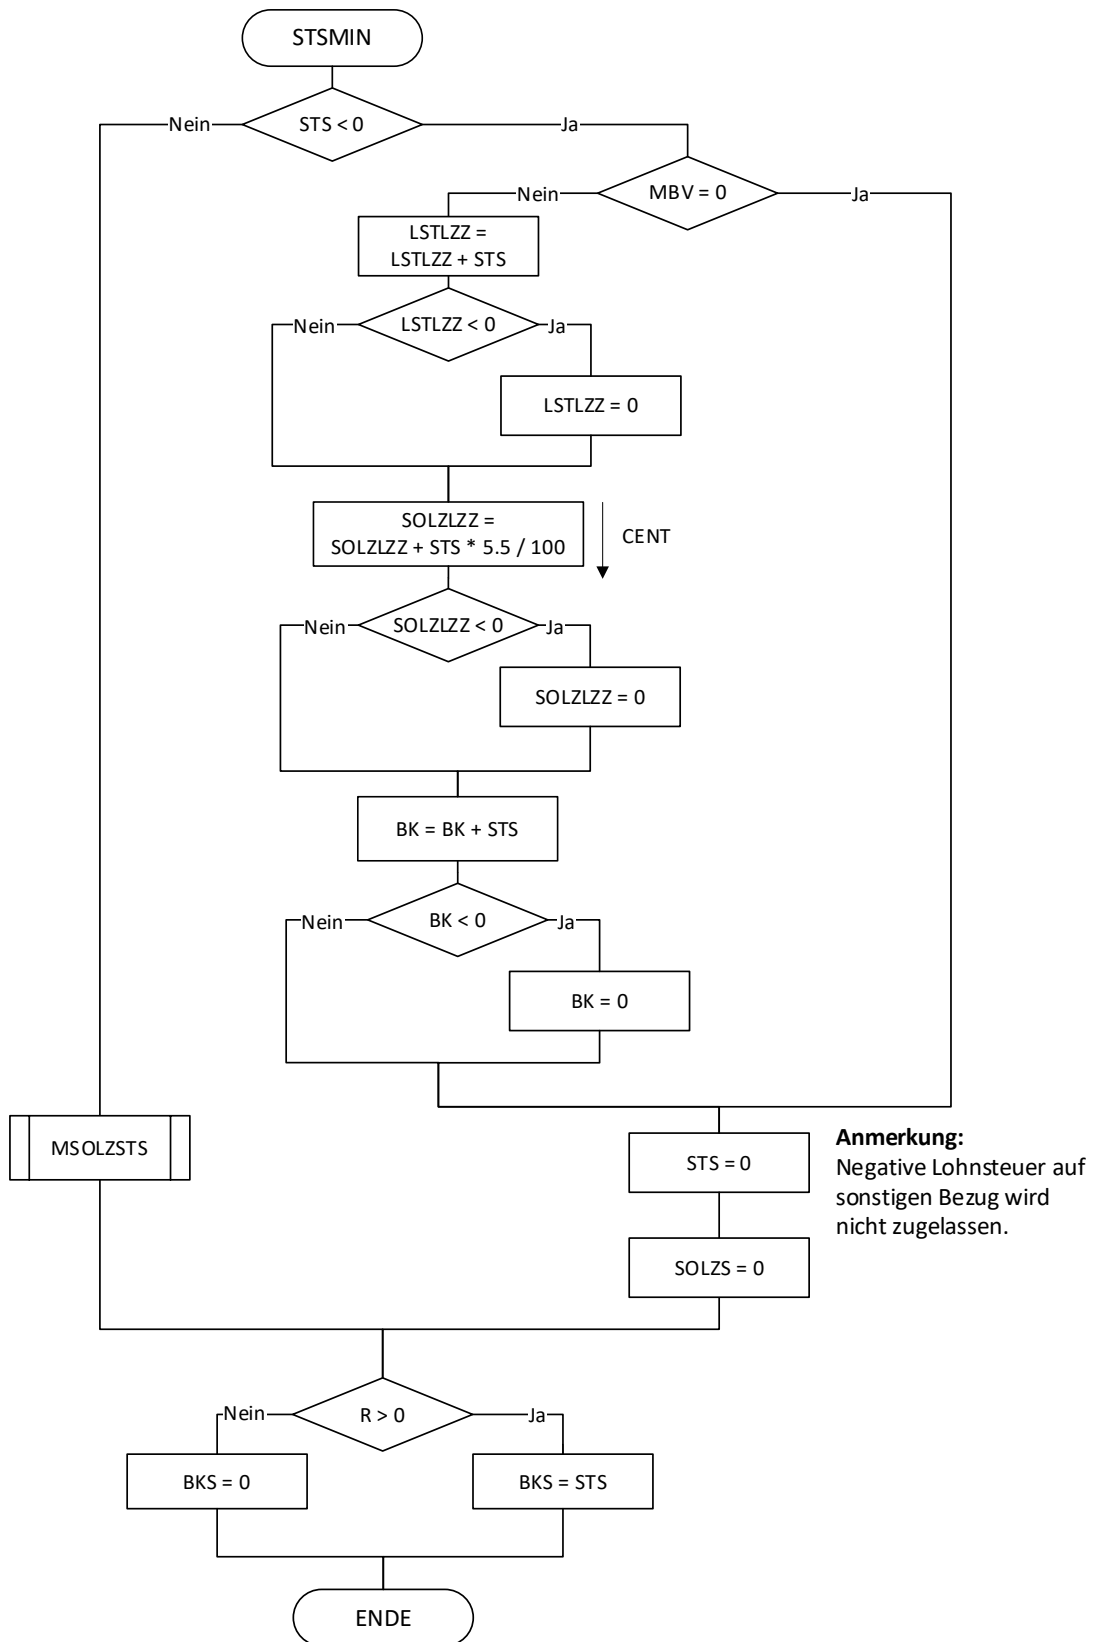 STSMIN
Nein
STS < 0
Ja
Nein
MBV = 0
Ja
LSTLZZ =
LSTLZZ + STS
Nein
LSTLZZ < 0
Ja
LSTLZZ = 0
SOLZLZZ =
SOLZLZZ + STS * 5.5 / 100
CENT
Nein
SOLZLZZ < 0
Ja
SOLZLZZ = 0
BK = BK + STS
Nein
BK < 0
Ja
BK = 0
MSOLZSTS
STS = 0
Anmerkung:
Negative Lohnsteuer auf
sonstigen Bezug wird
nicht zugelassen.
SOLZS = 0
Nein
R > 0
Ja
BKS = 0
BKS = STS
ENDE